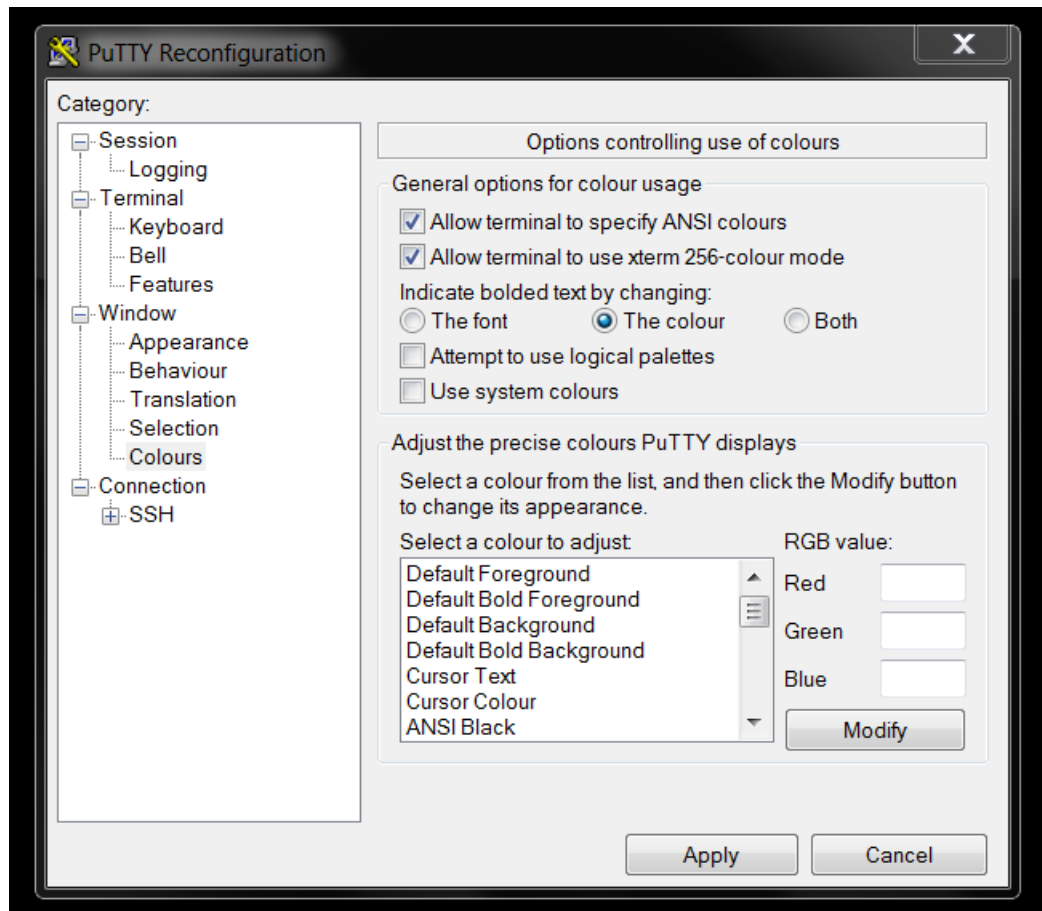 PuTTY Reconfiguration
X
Category:
Session
Logging
Terminal
Keyboard
Bell
Features
Window
Appearance
Behaviour
Translation
Selection
Colours
Connection
SSH
Options controlling use of colours
General options for colour usage
Allow terminal to specify ANSI colours
Allow terminal to use xterm 256-colour mode
Indicate bolded text by changing:
The font The colour Both
Attempt to use logical palettes
Use system colours
Adjust the precise colours PuTTY displays
Select a colour from the list, and then click the Modify button
to change its appearance.
Select a colour to adjust:
Default Foreground
Default Bold Foreground
Default Background
Default Bold Background
Cursor Text
Cursor Colour
ANSI Black
RGB value:
Red
Green
Blue
Modify
Apply Cancel